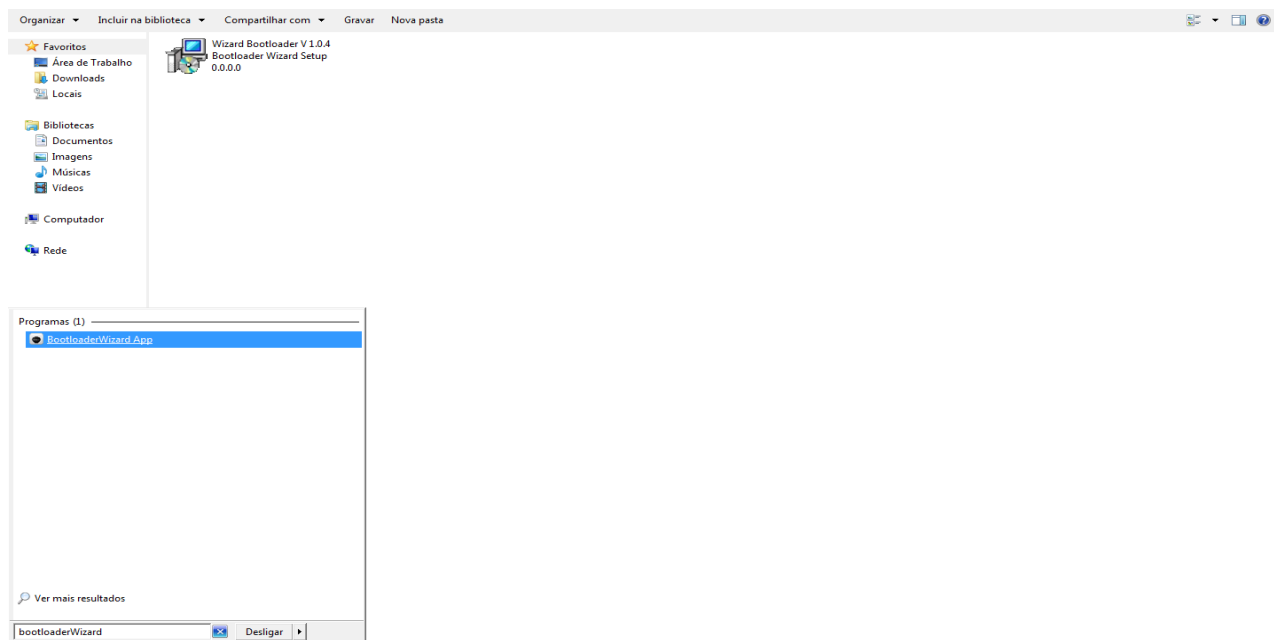 Organizar Incluir na biblioteca Compartilhar com Gravar Nova pasta
Favoritos
Área de Trabalho
Downloads
Locais
Bibliotecas
Documentos
Imagens
Músicas
Vídeos
Computador
Rede
Wizard Bootloader V 1.0.4
Bootloader Wizard Setup
0.0.0.0
Programas (1)
BootloaderWizard App
Ver mais resultados
bootloaderWizard Desligar